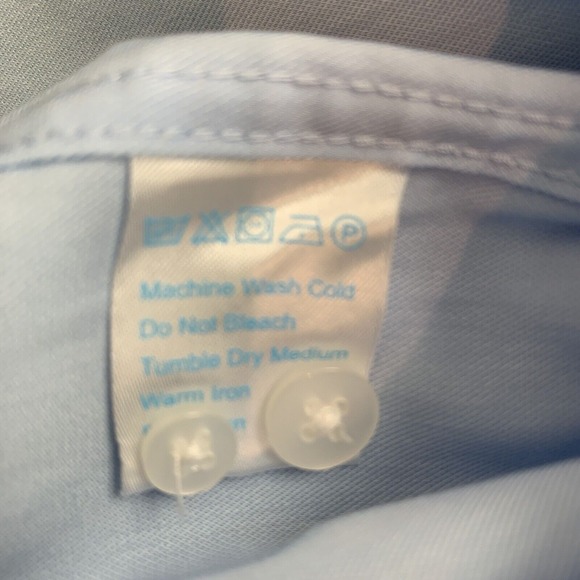 P
Machine Wash Cold
Do Not Bleach
Tumble Dry Medium
Warm Iron